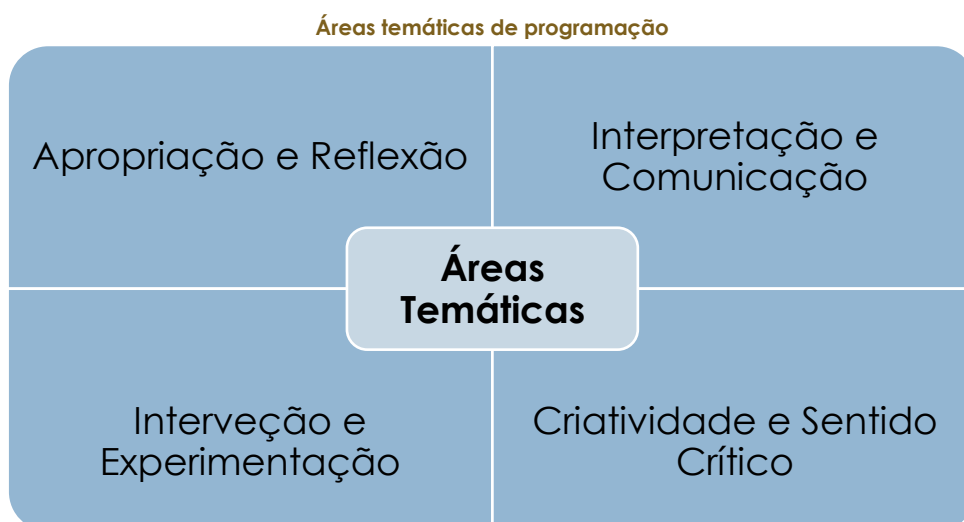 Áreas temáticas de programação
Apropriação e Reflexão
Interpretação e
Comunicação
Áreas
Temáticas
Interveção e
Experimentação
Criatividade e Sentido
Crítico